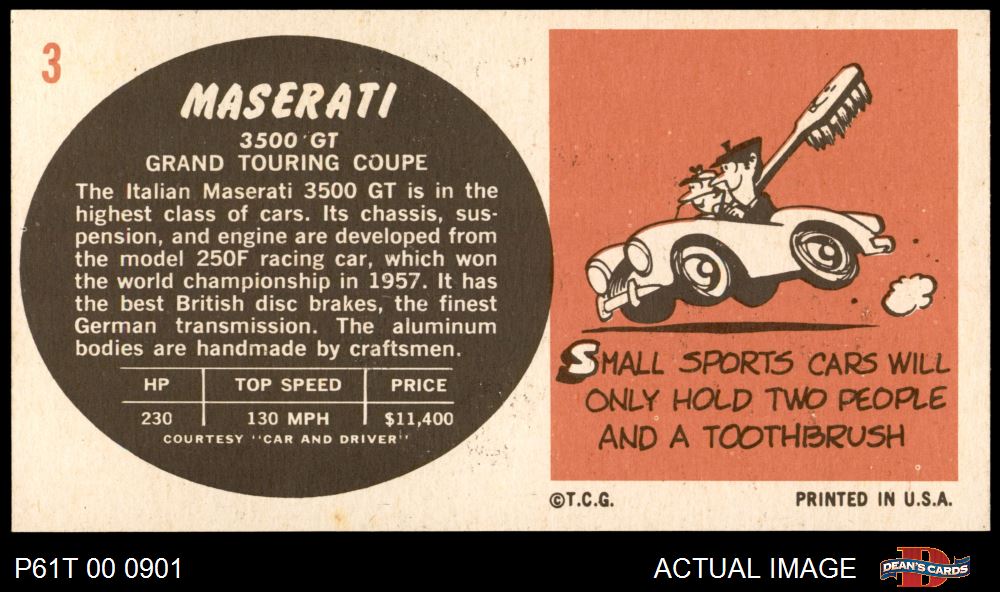 3
MASERATI
3500 GT
GRAND TOURING COUPE
The Italian Maserati 3500 GT is in the
highest class of cars. Its chassis, sus-
pension, and engine are developed from
the model 250F racing car, which won
the world championship in 1957. It has
the best British disc brakes, the finest
German transmission. The aluminum
bodies are handmade by craftsmen.
HP TOP SPEED PRICE
230 130 MPH $11,400
COURTESY "CAR AND DRIVER"
SMALL SPORTS CARS WILL
ONLY HOLD TWO PEOPLE
AND A TOOTHBRUSH
©T.C.G. PRINTED IN U.S.A.
P61T 00 0901 ACTUAL IMAGE D DEAN'S CARDS